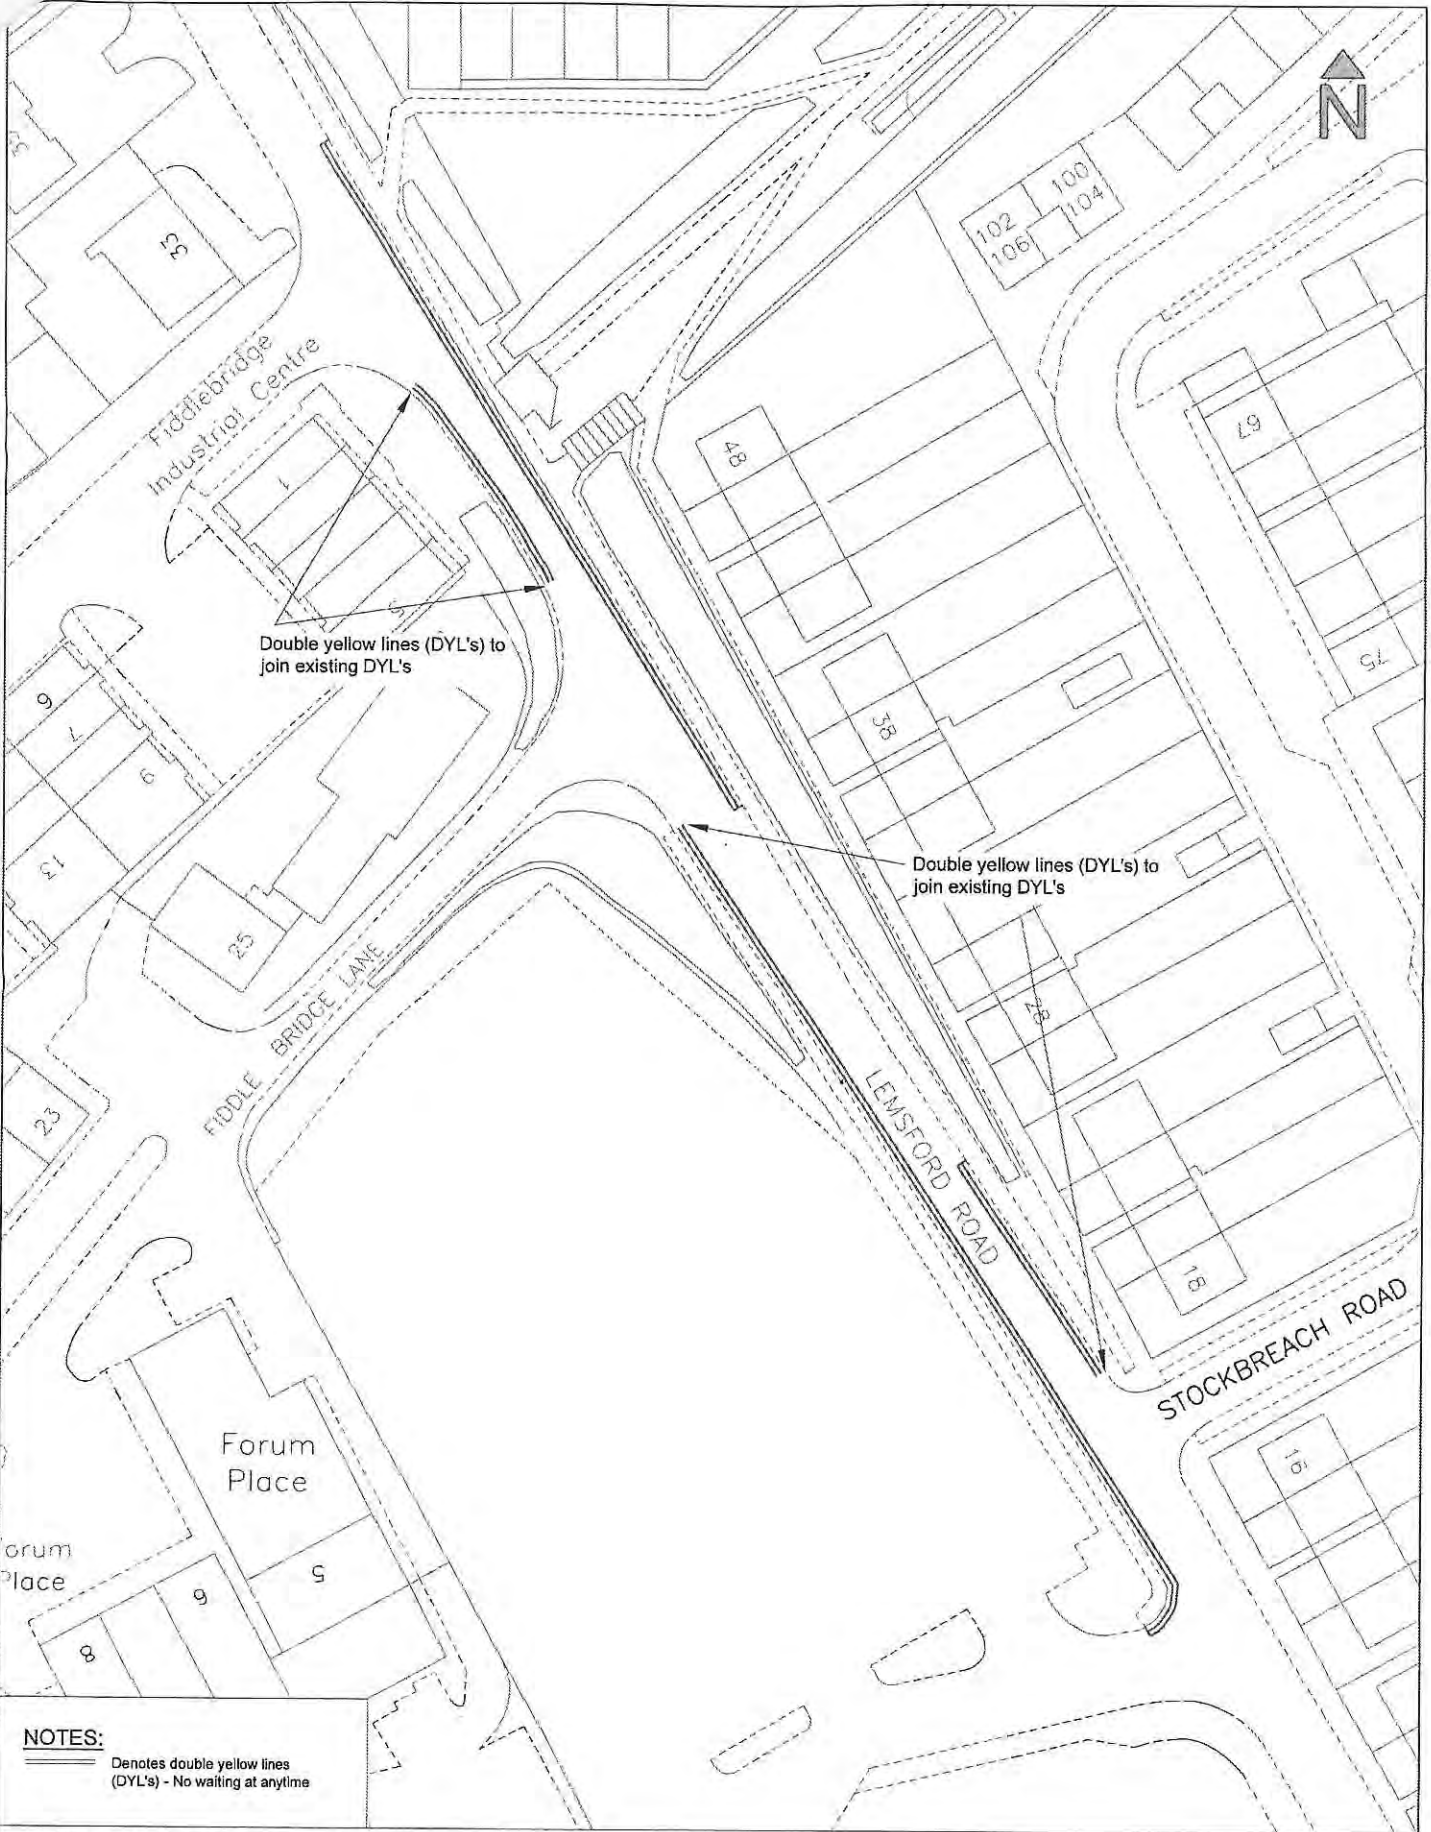 N
33
100
102
104
106
Fiddlebridge
Industrial Centre
1
5
48
67
75
Double yellow lines (DYL's) to
join existing DYL's
6
7
9
13
38
Double yellow lines (DYL's) to
join existing DYL's
25
FIDDLE BRIDGE LANE
28
23
LEMSFORD ROAD
18
STOCKBREACH ROAD
Forum
Place
16
orum
Place
5
6
8
NOTES:
Denotes double yellow lines
(DYL's) - No waiting at anytime